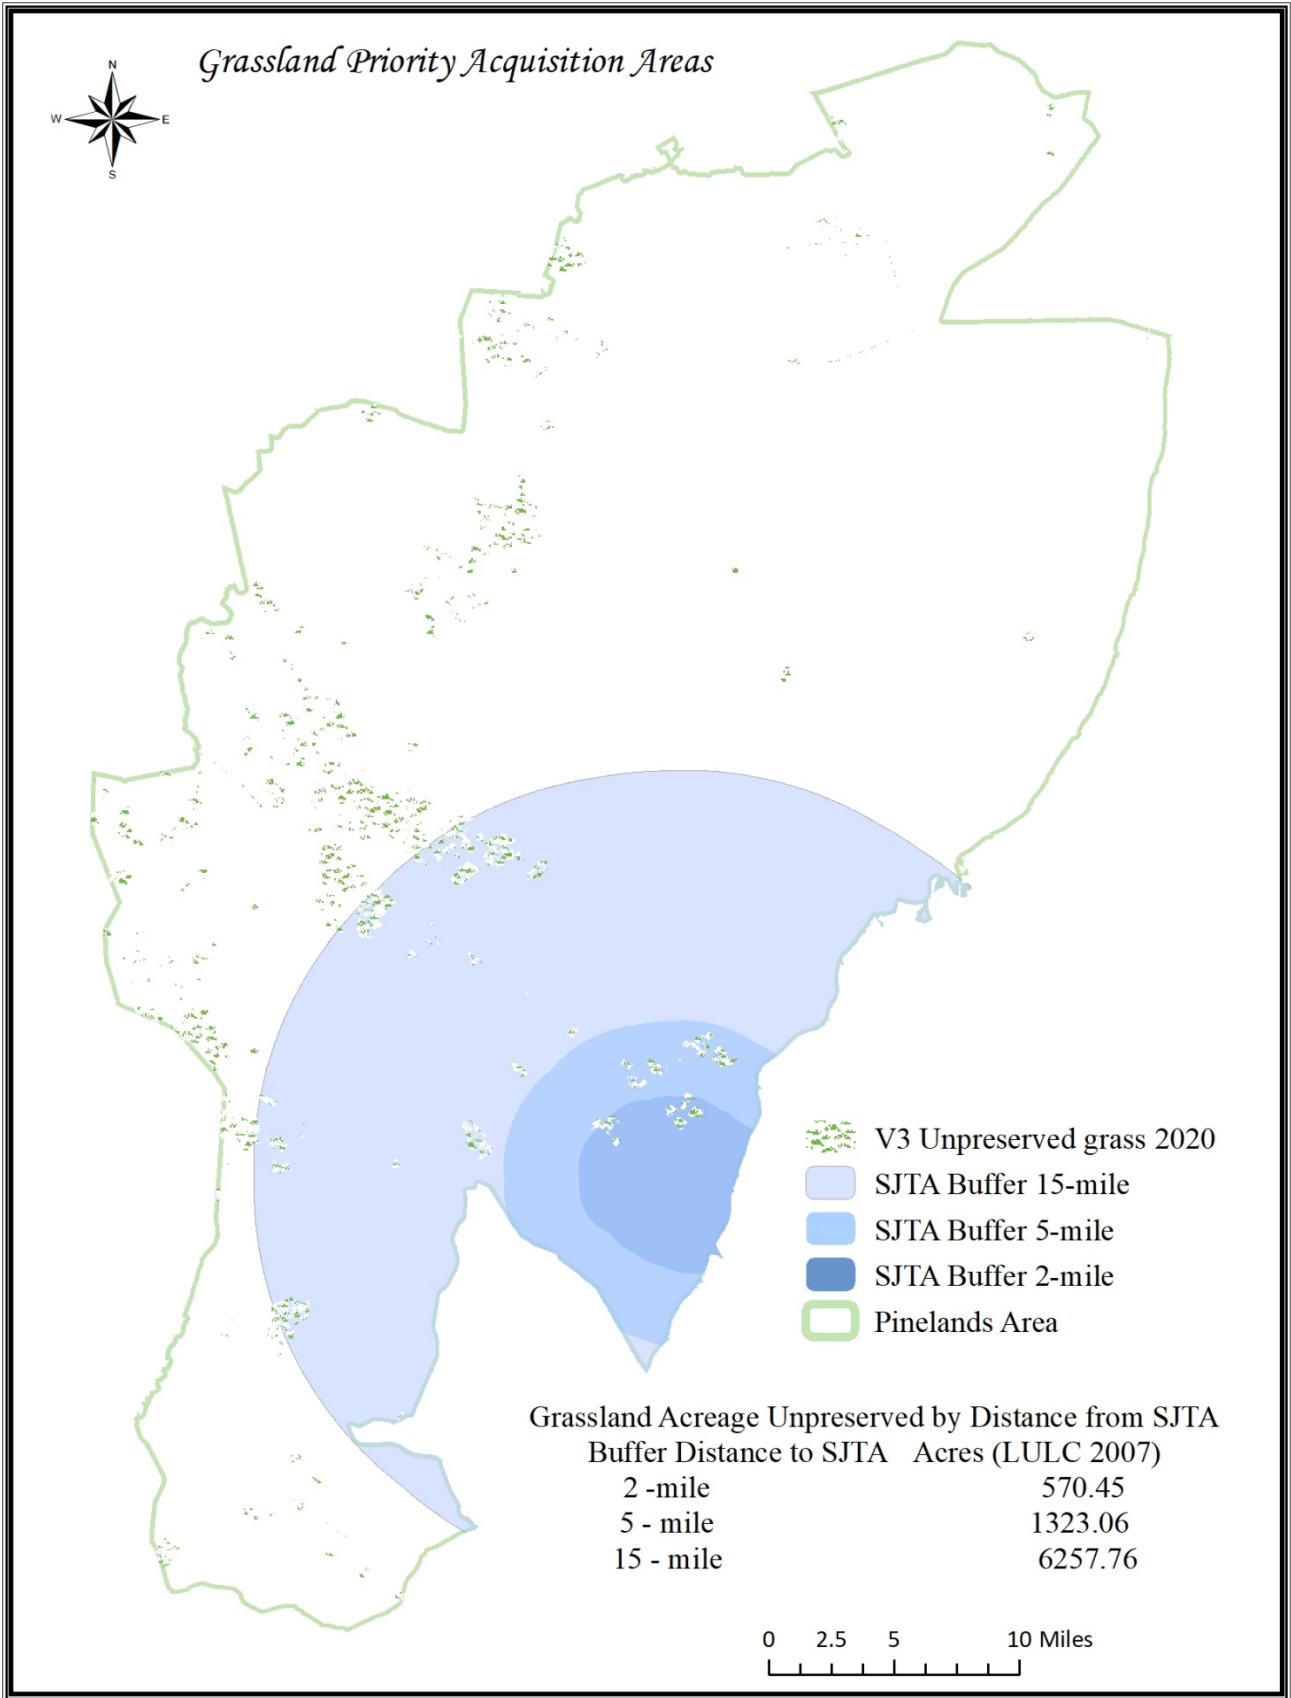 Grassland Priority Acquisition Areas
N
W E
S
V3 Unpreserved grass 2020
SJTA Buffer 15-mile
SJTA Buffer 5-mile
SJTA Buffer 2-mile
Pinelands Area
Grassland Acreage Unpreserved by Distance from SJTA
Buffer Distance to SJTA Acres (LULC 2007)
2 -mile 570.45
5 - mile 1323.06
15 - mile 6257.76
0 2.5 5 10 Miles